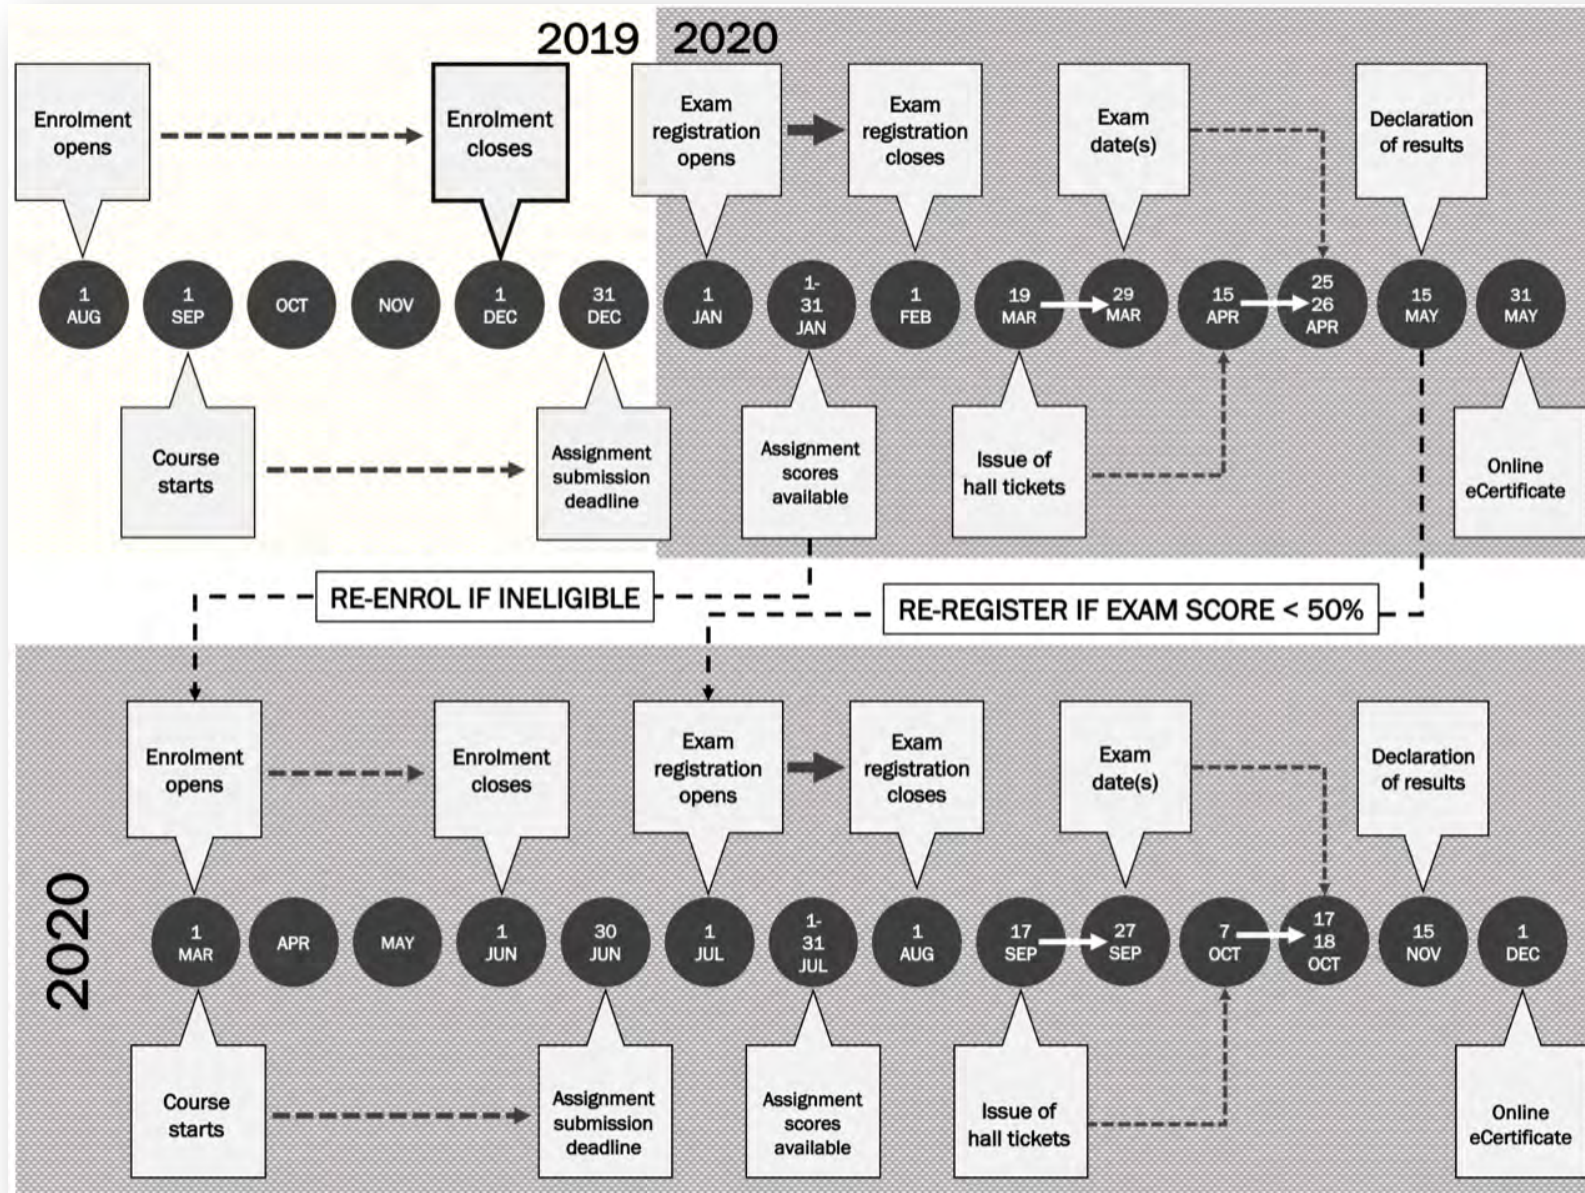 2019
2020
Enrolment
opens
Enrolment
closes
Exam
registration
opens
Exam
registration
closes
Exam
date(s)
Declaration
of results
1
AUG
1
SEP
OCT
NOV
1
DEC
31
DEC
1
JAN
1-
31
JAN
1
FEB
19
MAR
29
MAR
15
APR
25
26
APR
15
MAY
31
MAY
Course
starts
Assignment
submission
deadline
Assignment
scores
available
Issue of
hall tickets
Online
eCertificate
RE-ENROL IF INELIGIBLE
RE-REGISTER IF EXAM SCORE < 50%
2020
Enrolment
opens
Enrolment
closes
Exam
registration
opens
Exam
registration
closes
Exam
date(s)
Declaration
of results
1
MAR
APR
MAY
1
JUN
30
JUN
1
JUL
1-
31
JUL
1
AUG
17
SEP
27
SEP
7
OCT
17
18
OCT
15
NOV
1
DEC
Course
starts
Assignment
submission
deadline
Assignment
scores
available
Issue of
hall tickets
Online
eCertificate